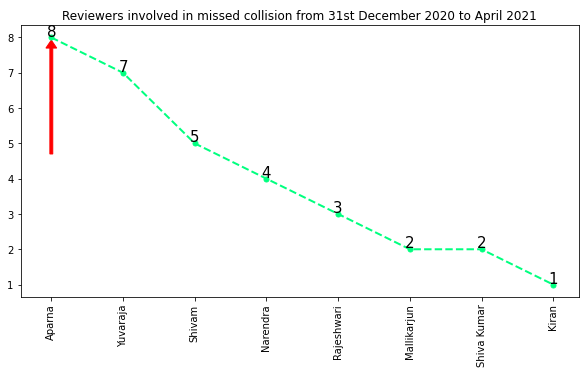 Reviewers involved in missed collision from 31st December 2020 to April 2021
8
7
6
5
4
3
2
1
8
7
5
4
3
2
2
1
Aparna
Yuvaraja
Shivam
Narendra
Rajeshwari
Mallikarjun
Shiva Kumar
Kiran